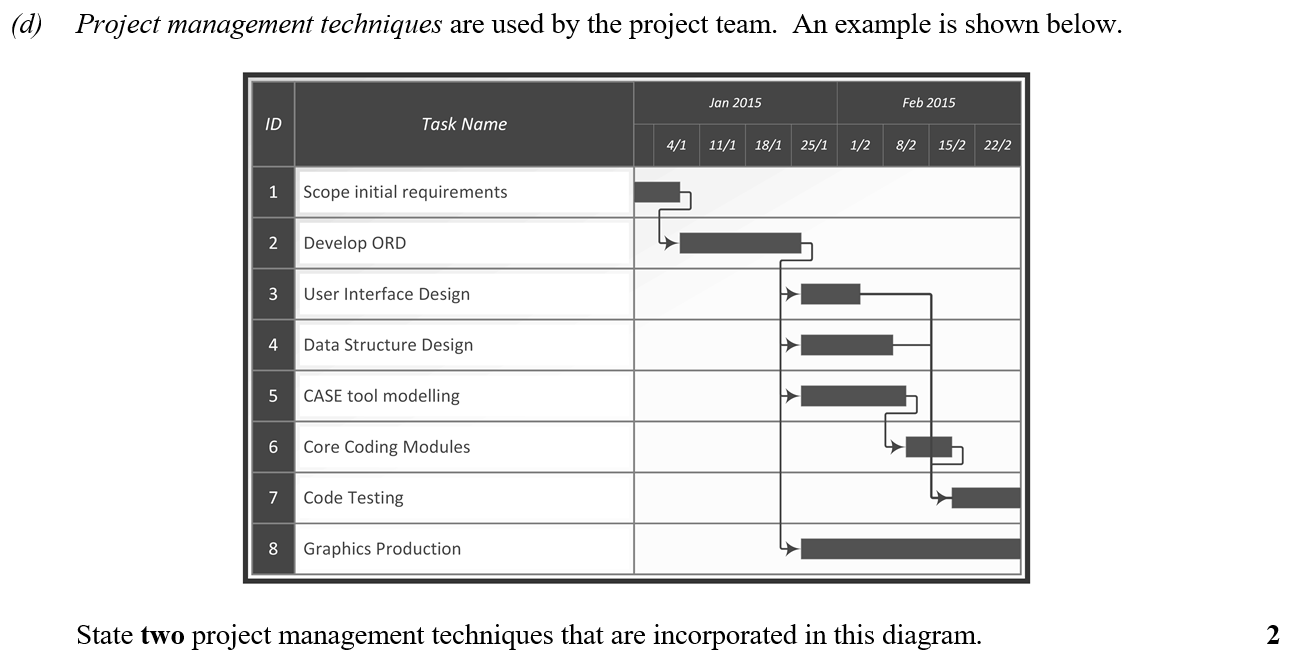 (d) Project management techniques are used by the project team. An example is shown below.
ID Task Name Jan 2015 Feb 2015
4/1 11/1 18/1 25/1 1/2 8/2 15/2 22/2
1 Scope initial requirements
2 Develop ORD
3 User Interface Design
4 Data Structure Design
5 CASE tool modelling
6 Core Coding Modules
7 Code Testing
8 Graphics Production
State two project management techniques that are incorporated in this diagram. 2